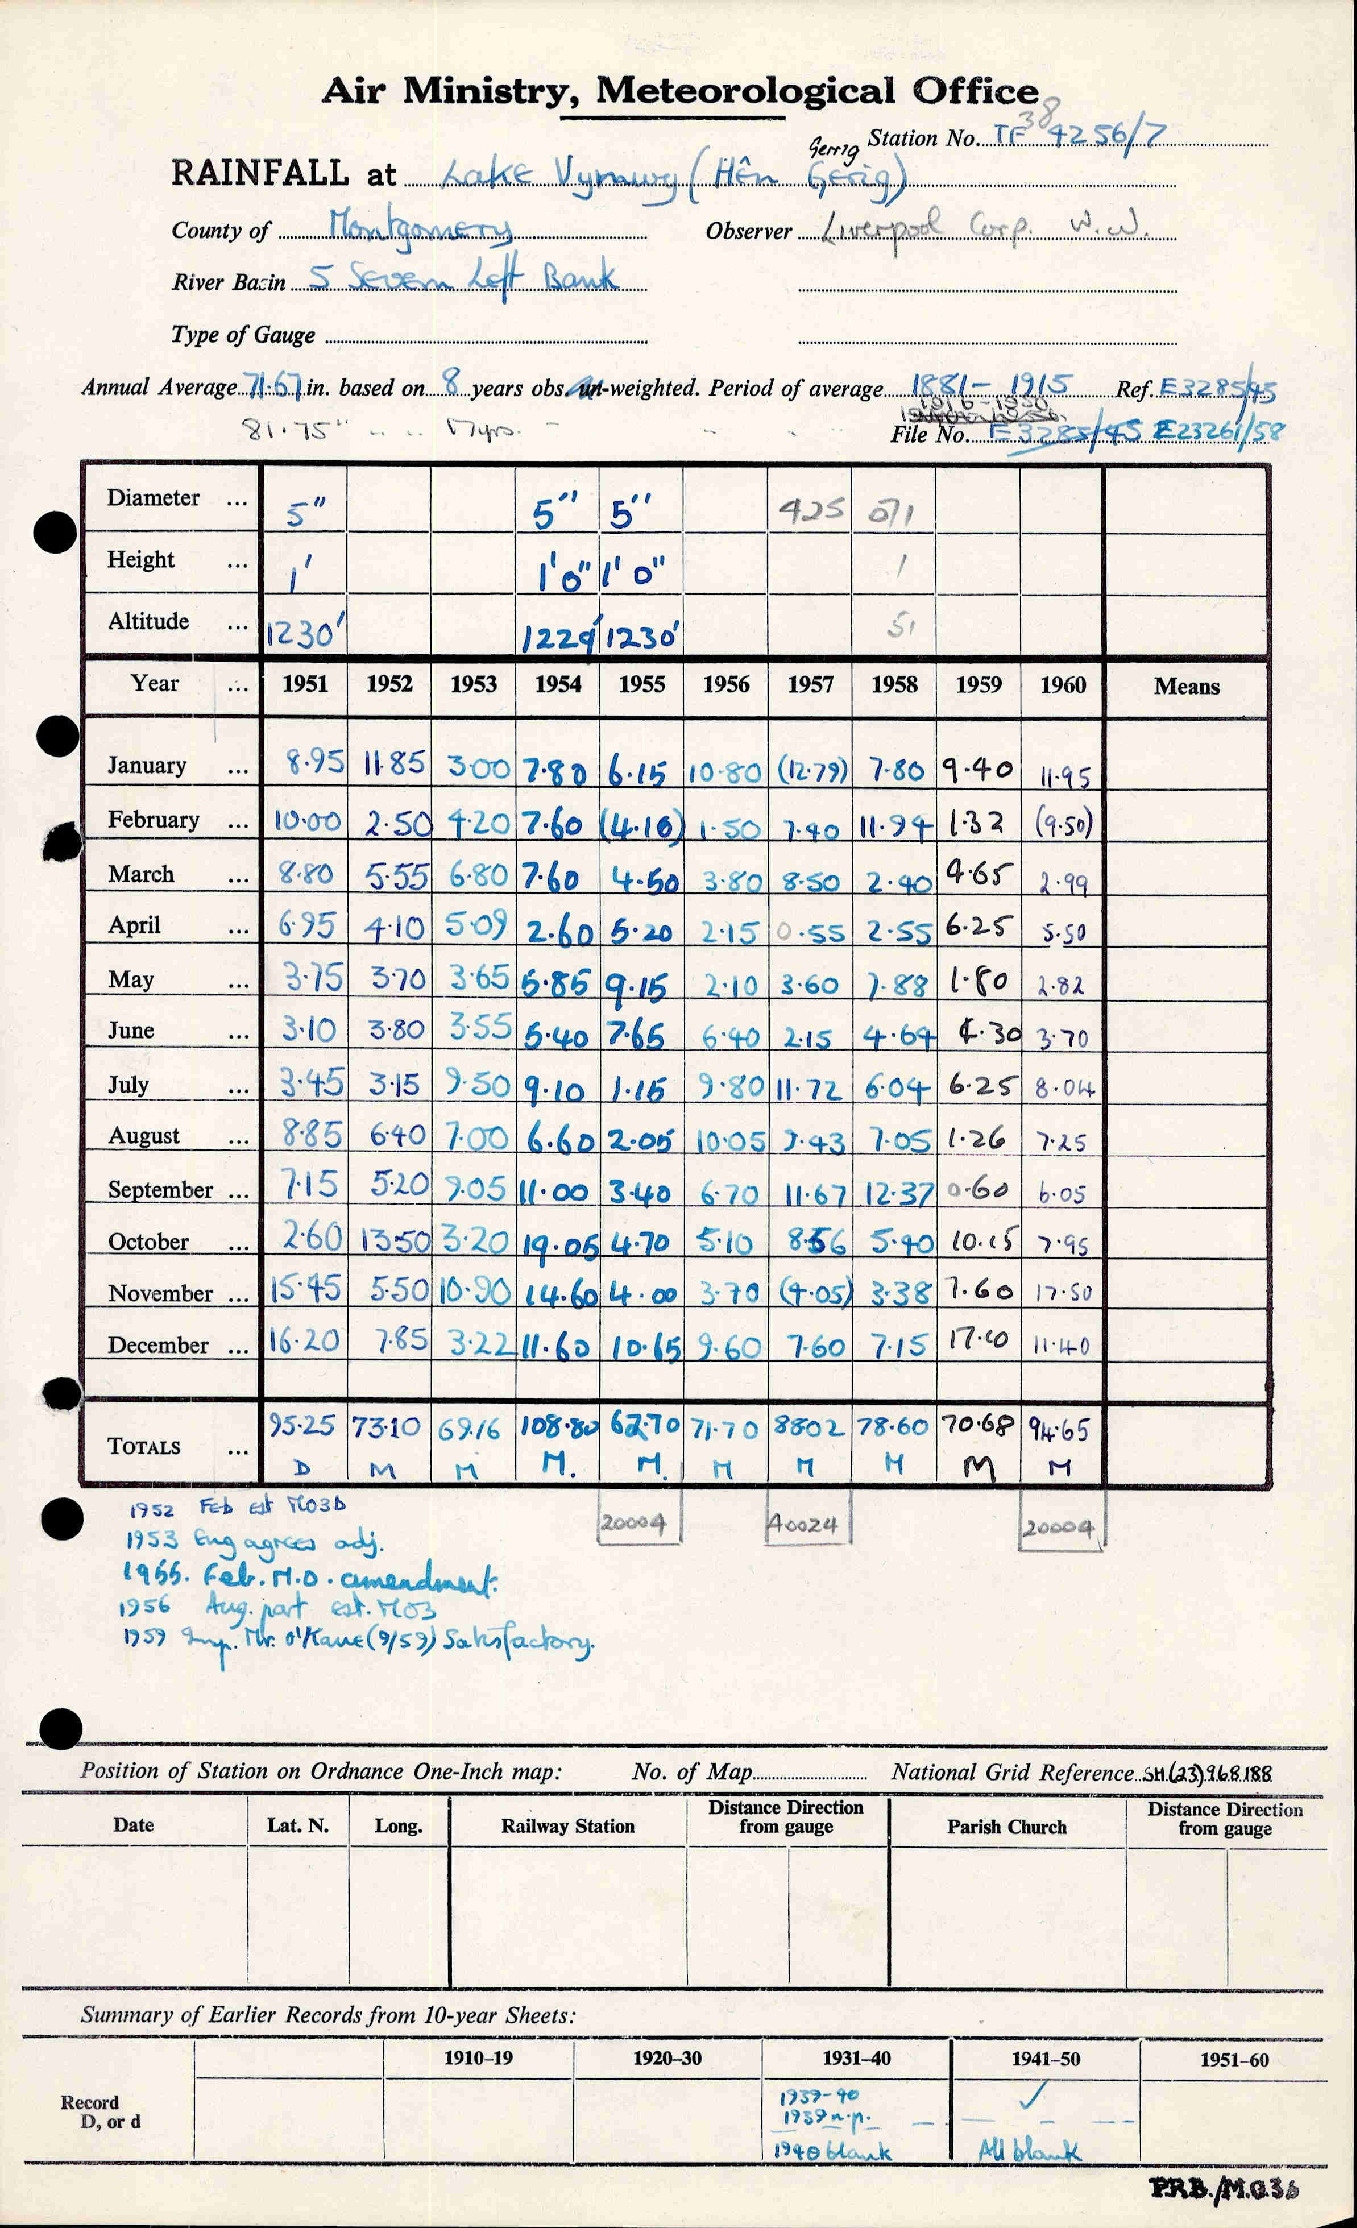 Air Ministry, Meteorological Office
38
Station No. TF 4256/7
Gerrig
RAINFALL at Lake Vyrnwy (Hên Gerig)
County of Montgomery Observer Liverpool Corp. W.W.
River Basin 5 Severn Left Bank
Type of Gauge
Annual Average 71.67 in. based on 8 years obs. un-weighted. Period of average 1881-1915 Ref. E3285/45
1916-1950
81.75" " " 17 yrs. " " " "
File No. E3285/45 E23261/58
Diameter ... 5" 5" 5" 425 571
Height ... 1' 1'0" 1'0" 1
Altitude ... 1230' 1229' 1230' 51
Year ... 1951 1952 1953 1954 1955 1956 1957 1958 1959 1960 Means
January ... 8.95 11.85 3.00 7.80 6.15 10.80 (12.79) 7.80 9.40 11.95
February ... 10.00 2.50 4.20 7.60 (4.10) 1.50 7.40 11.94 1.32 (9.50)
March ... 8.80 5.55 6.80 7.60 4.50 3.80 8.50 2.40 4.65 2.99
April ... 6.95 4.10 5.09 2.60 5.20 2.15 0.55 2.55 6.25 5.50
May ... 3.75 3.70 3.65 5.85 9.15 2.10 3.60 7.88 1.80 2.82
June ... 3.10 3.80 3.55 5.40 7.65 6.40 2.15 4.64 4.30 3.70
July ... 3.45 3.15 9.50 9.10 1.15 9.80 11.72 6.04 6.25 8.04
August ... 8.85 6.40 7.00 6.60 2.05 10.05 9.43 7.05 1.26 7.25
September ... 7.15 5.20 9.05 11.00 3.40 6.70 11.67 12.37 0.60 6.05
October ... 2.60 13.50 3.20 19.05 4.70 5.10 8.56 5.40 10.15 7.95
November ... 15.45 5.50 10.90 14.60 4.00 3.70 (4.05) 3.38 7.60 17.50
December ... 16.20 7.85 3.22 11.60 10.65 9.60 7.60 7.15 17.10 11.40
TOTALS ... 95.25 73.10 69.16 108.80 62.70 71.70 88.02 78.60 70.68 94.65
D M M M. M. M M M M M
20004 A0024 20004
1952 Feb est MO3b
1953 Eng agrees adj.
1955. Feb. M.O. amendment.
1956 Aug. part est. MO3
1959 Insp. Mr. O'Kane (9/59) Satisfactory.
Position of Station on Ordnance One-Inch map: No. of Map National Grid Reference SH(23)968188
Date Lat. N. Long. Railway Station Distance Direction from gauge Parish Church Distance Direction from gauge
Summary of Earlier Records from 10-year Sheets:
1910–19 1920–30 1931–40 1941–50 1951–60
Record
D, or d
1939-40 ✓
1939 n.p.
1940 blank All blank
P.R.B./M.O.3b